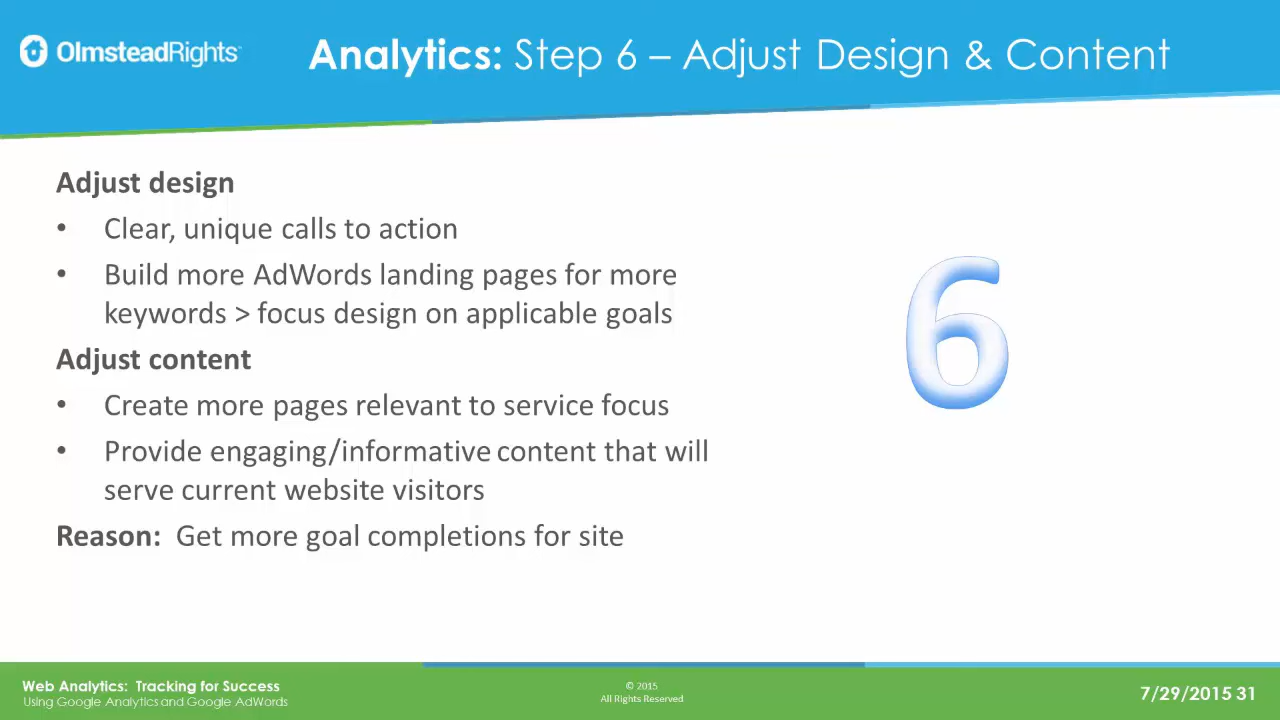 OlmsteadRights
Analytics: Step 6 – Adjust Design & Content
Adjust design
• Clear, unique calls to action
• Build more AdWords landing pages for more
keywords > focus design on applicable goals
Adjust content
• Create more pages relevant to service focus
• Provide engaging/informative content that will
serve current website visitors
Reason: Get more goal completions for site
6
Web Analytics: Tracking for Success
Using Google Analytics and Google AdWords
© 2015
All Rights Reserved
7/29/2015 31